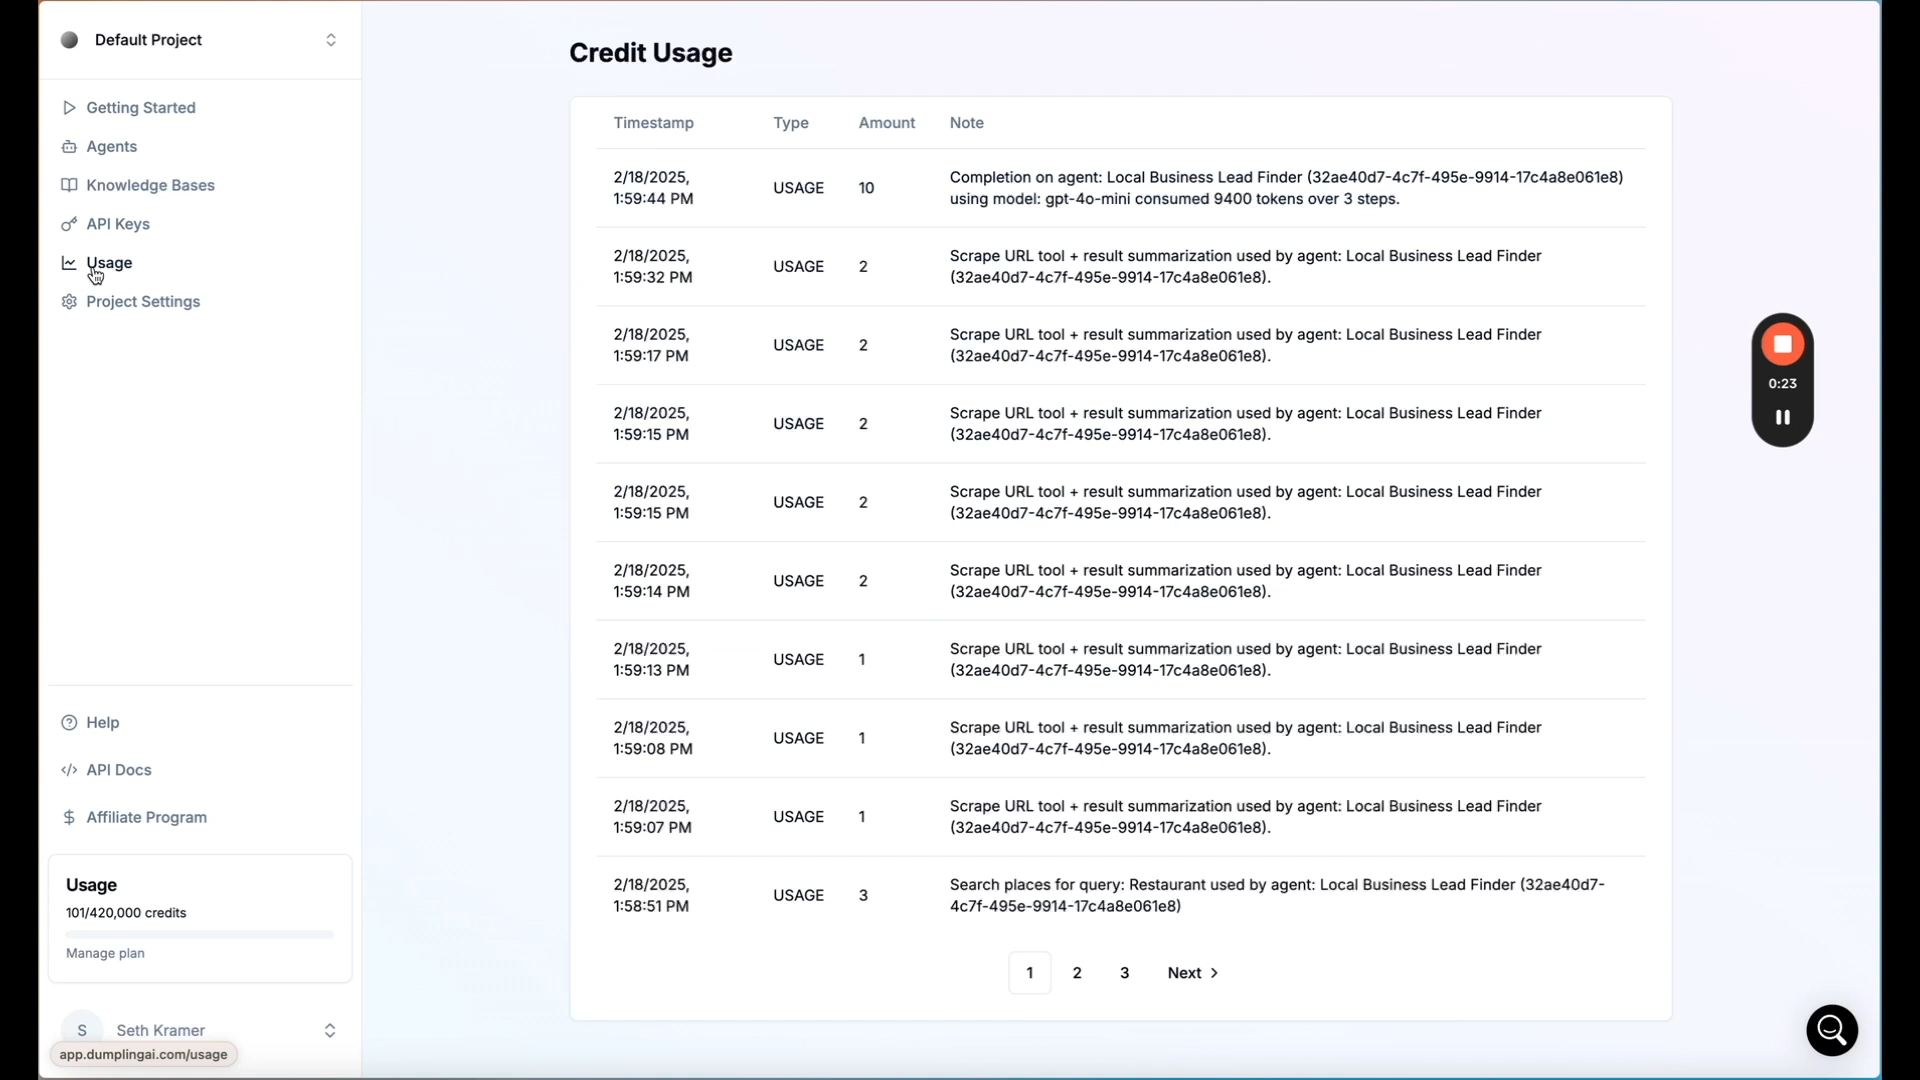 Default Project
Getting Started
Agents
Knowledge Bases
API Keys
Usage
Project Settings
Help
API Docs
Affiliate Program
Usage
101/420,000 credits
Manage plan
S
Seth Kramer
app.dumplingai.com/usage
Credit Usage
Timestamp Type Amount Note
2/18/2025,
1:59:44 PM
USAGE
10
Completion on agent: Local Business Lead Finder (32ae40d7-4c7f-495e-9914-17c4a8e061e8)
using model: gpt-4o-mini consumed 9400 tokens over 3 steps.
2/18/2025,
1:59:32 PM
USAGE
2
Scrape URL tool + result summarization used by agent: Local Business Lead Finder
(32ae40d7-4c7f-495e-9914-17c4a8e061e8).
2/18/2025,
1:59:17 PM
USAGE
2
Scrape URL tool + result summarization used by agent: Local Business Lead Finder
(32ae40d7-4c7f-495e-9914-17c4a8e061e8).
2/18/2025,
1:59:15 PM
USAGE
2
Scrape URL tool + result summarization used by agent: Local Business Lead Finder
(32ae40d7-4c7f-495e-9914-17c4a8e061e8).
2/18/2025,
1:59:15 PM
USAGE
2
Scrape URL tool + result summarization used by agent: Local Business Lead Finder
(32ae40d7-4c7f-495e-9914-17c4a8e061e8).
2/18/2025,
1:59:14 PM
USAGE
2
Scrape URL tool + result summarization used by agent: Local Business Lead Finder
(32ae40d7-4c7f-495e-9914-17c4a8e061e8).
2/18/2025,
1:59:13 PM
USAGE
1
Scrape URL tool + result summarization used by agent: Local Business Lead Finder
(32ae40d7-4c7f-495e-9914-17c4a8e061e8).
2/18/2025,
1:59:08 PM
USAGE
1
Scrape URL tool + result summarization used by agent: Local Business Lead Finder
(32ae40d7-4c7f-495e-9914-17c4a8e061e8).
2/18/2025,
1:59:07 PM
USAGE
1
Scrape URL tool + result summarization used by agent: Local Business Lead Finder
(32ae40d7-4c7f-495e-9914-17c4a8e061e8).
2/18/2025,
1:58:51 PM
USAGE
3
Search places for query: Restaurant used by agent: Local Business Lead Finder (32ae40d7-
4c7f-495e-9914-17c4a8e061e8)
1 2 3 Next
0:23